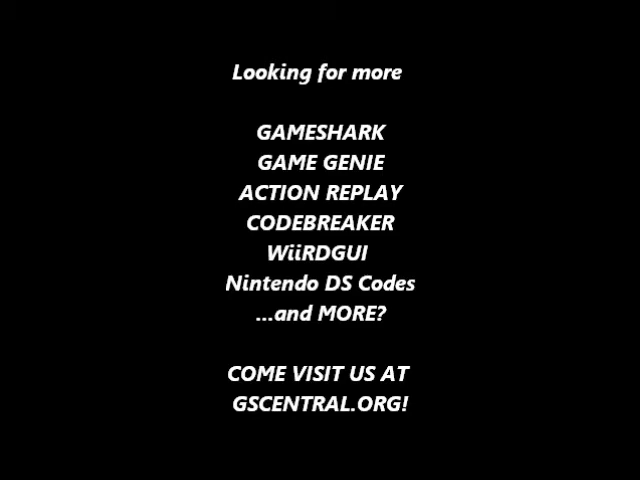 Looking for more
GAMESHARK
GAME GENIE
ACTION REPLAY
CODEBREAKER
WiiRDGUI
Nintendo DS Codes
...and MORE?
COME VISIT US AT
GSCENTRAL.ORG!